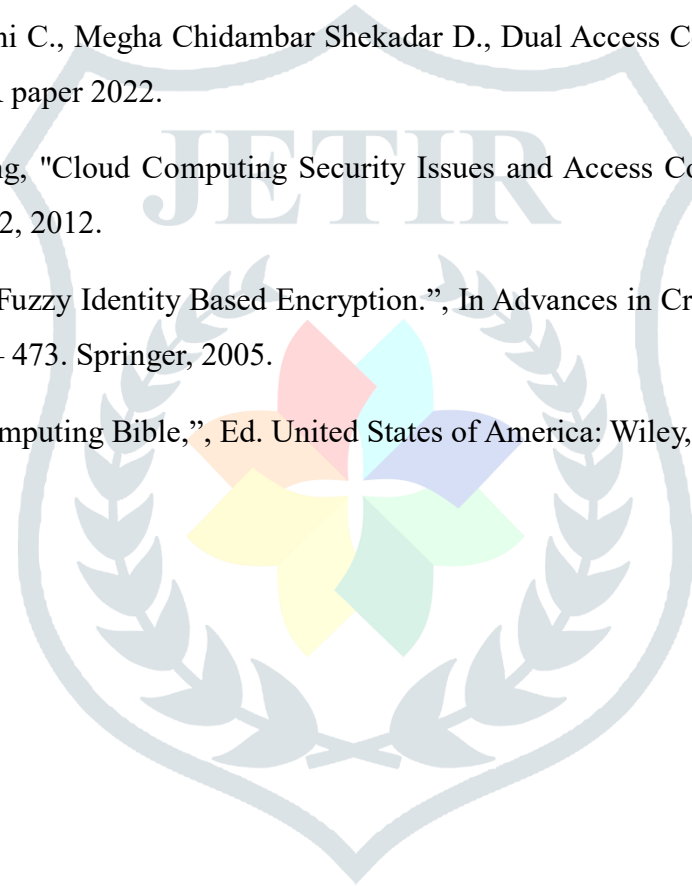 ni C., Megha Chidambar Shekadar D., Dual Access C
paper 2022.
JETIR
ng, "Cloud Computing Security Issues and Access Co
2, 2012.
Fuzzy Identity Based Encryption.”, In Advances in Cr
– 473. Springer, 2005.
mputing Bible,”, Ed. United States of America: Wiley,